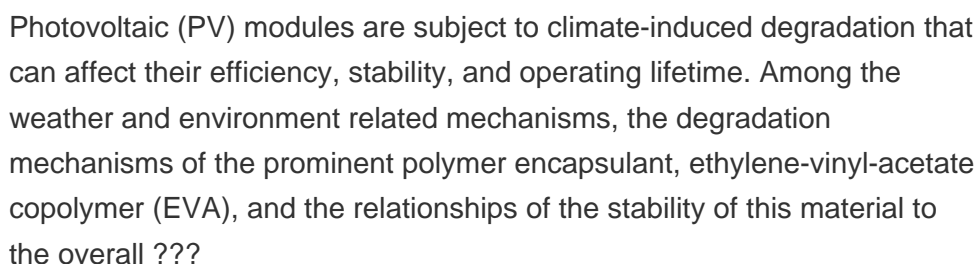 Photovoltaic (PV) modules are subject to climate-induced degradation that
can affect their efficiency, stability, and operating lifetime. Among the
weather and environment related mechanisms, the degradation
mechanisms of the prominent polymer encapsulant, ethylene-vinyl-acetate
copolymer (EVA), and the relationships of the stability of this material to
the overall ???